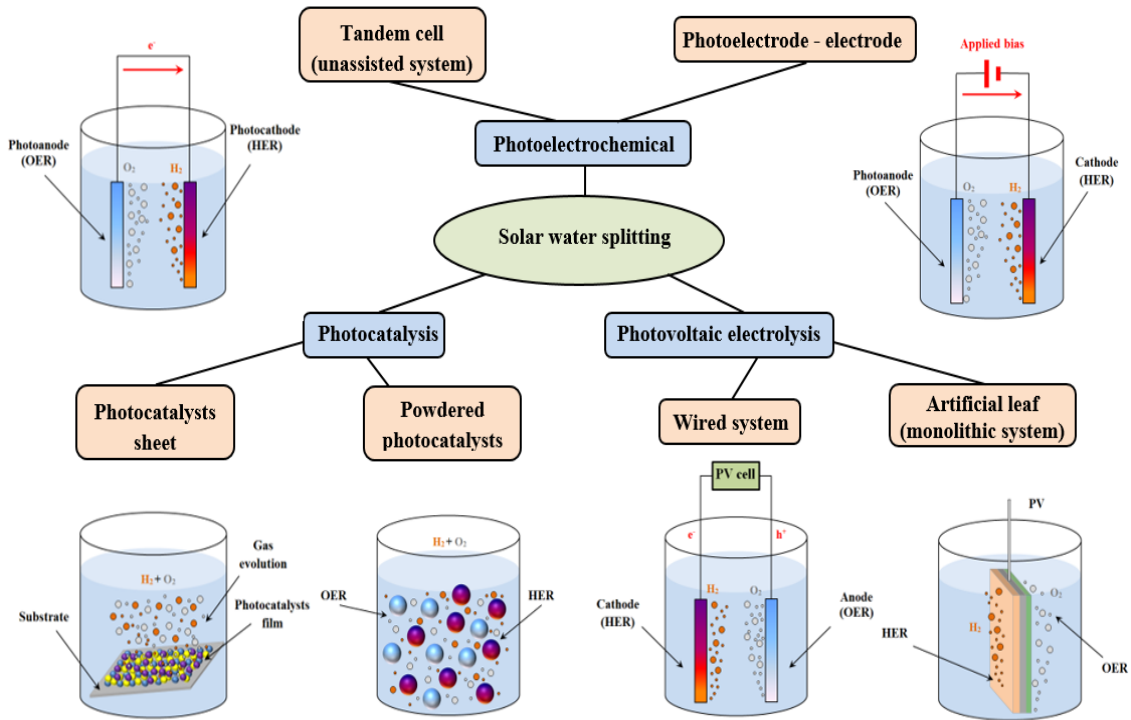 Tandem cell
(unassisted system)
Photoelectrode - electrode
Photoelectrochemical
Solar water splitting
e-
Photocathode
(HER)
Photoanode
(OER)
O2
H2
Applied bias
Cathode
(HER)
Photoanode
(OER)
O2
H2
Photocatalysis
Photovoltaic electrolysis
Photocatalysts
sheet
Powdered
photocatalysts
Wired system
Artificial leaf
(monolithic system)
H2 + O2
Gas
evolution
Photocatalysts
film
Substrate
H2 + O2
OER
HER
PV cell
e-
h+
H2
O2
Cathode
(HER)
Anode
(OER)
PV
O2
H2
HER
OER